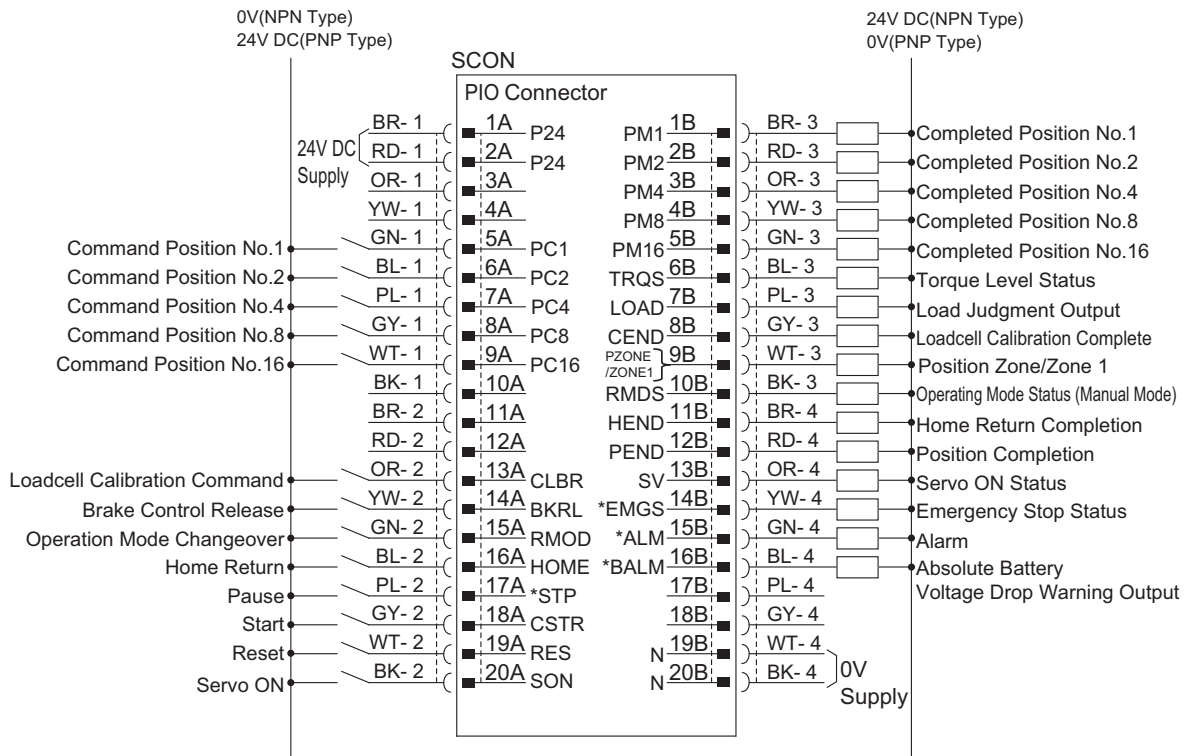 0V(NPN Type)
24V DC(PNP Type)
24V DC(NPN Type)
0V(PNP Type)
SCON
PIO Connector
24V DC
Supply
BR- 1 1A P24 PM1 1B BR- 3 Completed Position No.1
RD- 1 2A P24 PM2 2B RD- 3 Completed Position No.2
OR- 1 3A PM4 3B OR- 3 Completed Position No.4
YW- 1 4A PM8 4B YW- 3 Completed Position No.8
Command Position No.1 GN- 1 5A PC1 PM16 5B GN- 3 Completed Position No.16
Command Position No.2 BL- 1 6A PC2 TRQS 6B BL- 3 Torque Level Status
Command Position No.4 PL- 1 7A PC4 LOAD 7B PL- 3 Load Judgment Output
Command Position No.8 GY- 1 8A PC8 CEND 8B GY- 3 Loadcell Calibration Complete
Command Position No.16 WT- 1 9A PC16 PZONE /ZONE1 9B WT- 3 Position Zone/Zone 1
BK- 1 10A RMDS 10B BK- 3 Operating Mode Status (Manual Mode)
BR- 2 11A HEND 11B BR- 4 Home Return Completion
RD- 2 12A PEND 12B RD- 4 Position Completion
Loadcell Calibration Command OR- 2 13A CLBR SV 13B OR- 4 Servo ON Status
Brake Control Release YW- 2 14A BKRL *EMGS 14B YW- 4 Emergency Stop Status
Operation Mode Changeover GN- 2 15A RMOD *ALM 15B GN- 4 Alarm
Home Return BL- 2 16A HOME *BALM 16B BL- 4 Absolute Battery
Voltage Drop Warning Output
Pause PL- 2 17A *STP 17B PL- 4
Start GY- 2 18A CSTR 18B GY- 4
Reset WT- 2 19A RES N 19B WT- 4
Servo ON BK- 2 20A SON N 20B BK- 4
0V
Supply